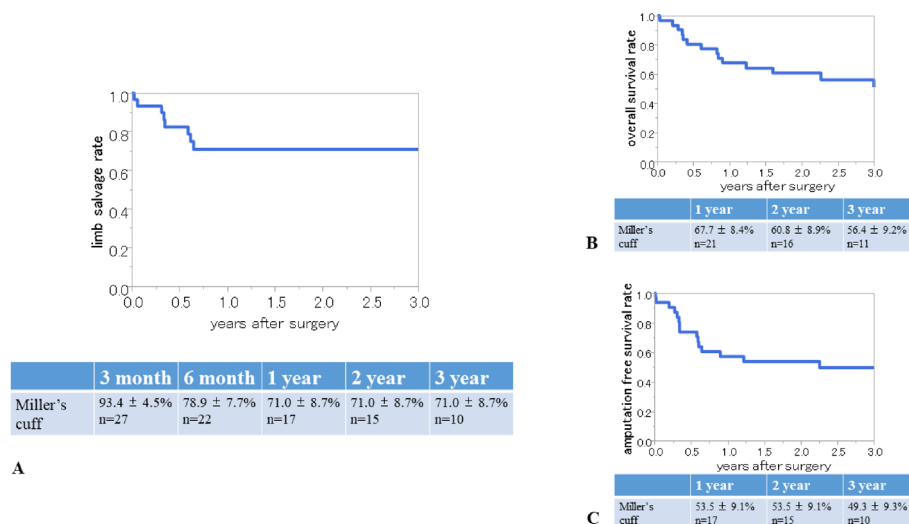 1.0
0.8
0.6
0.4
0.2
0.0
limb salvage rate
0.0 0.5 1.0 1.5 2.0 2.5 3.0
years after surgery
3 month 6 month 1 year 2 year 3 year
Miller's 93.4 ± 4.5% 78.9 ± 7.7% 71.0 ± 8.7% 71.0 ± 8.7% 71.0 ± 8.7%
cuff n=27 n=22 n=17 n=15 n=10
A
1.0
0.8
0.6
0.4
0.2
0.0
overall survival rate
0.0 0.5 1.0 1.5 2.0 2.5 3.0
years after surgery
1 year 2 year 3 year
Miller's 67.7 ± 8.4% 60.8 ± 8.9% 56.4 ± 9.2%
cuff n=21 n=16 n=11
B
1.0
0.8
0.6
0.4
0.2
0.0
amputation free survival rate
0.0 0.5 1.0 1.5 2.0 2.5 3.0
years after surgery
1 year 2 year 3 year
Miller's 53.5 ± 9.1% 53.5 ± 9.1% 49.3 ± 9.3%
cuff n=17 n=15 n=10
C